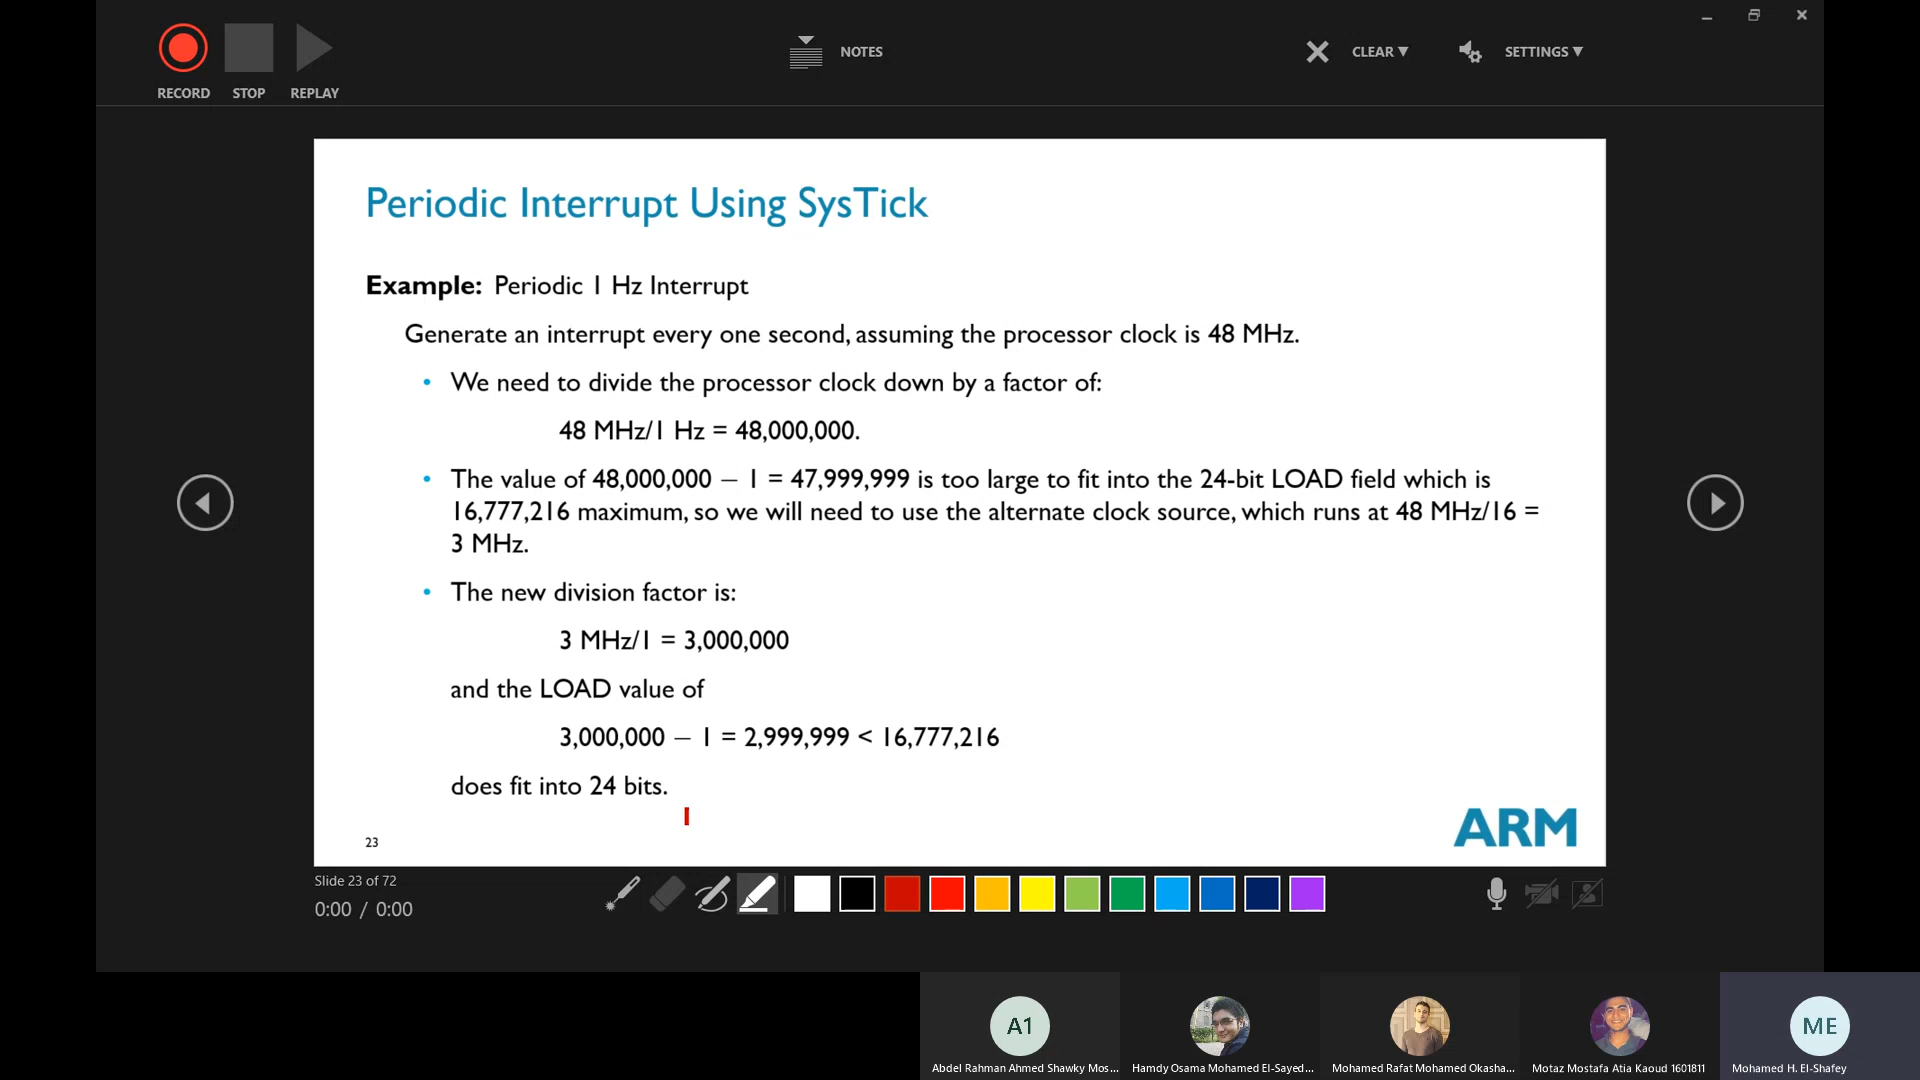 RECORD STOP REPLAY
NOTES
CLEAR ▼
SETTINGS ▼
Periodic Interrupt Using SysTick
Example: Periodic 1 Hz Interrupt
Generate an interrupt every one second, assuming the processor clock is 48 MHz.
• We need to divide the processor clock down by a factor of:
48 MHz/1 Hz = 48,000,000.
• The value of 48,000,000 – 1 = 47,999,999 is too large to fit into the 24-bit LOAD field which is
16,777,216 maximum, so we will need to use the alternate clock source, which runs at 48 MHz/16 =
3 MHz.
• The new division factor is:
3 MHz/1 = 3,000,000
and the LOAD value of
3,000,000 – 1 = 2,999,999 < 16,777,216
does fit into 24 bits.
23
ARM
Slide 23 of 72
0:00 / 0:00
A1
ME
Abdel Rahman Ahmed Shawky Mos...
Hamdy Osama Mohamed El-Sayed...
Mohamed Rafat Mohamed Okasha...
Motaz Mostafa Atia Kaoud 1601811
Mohamed H. El-Shafey